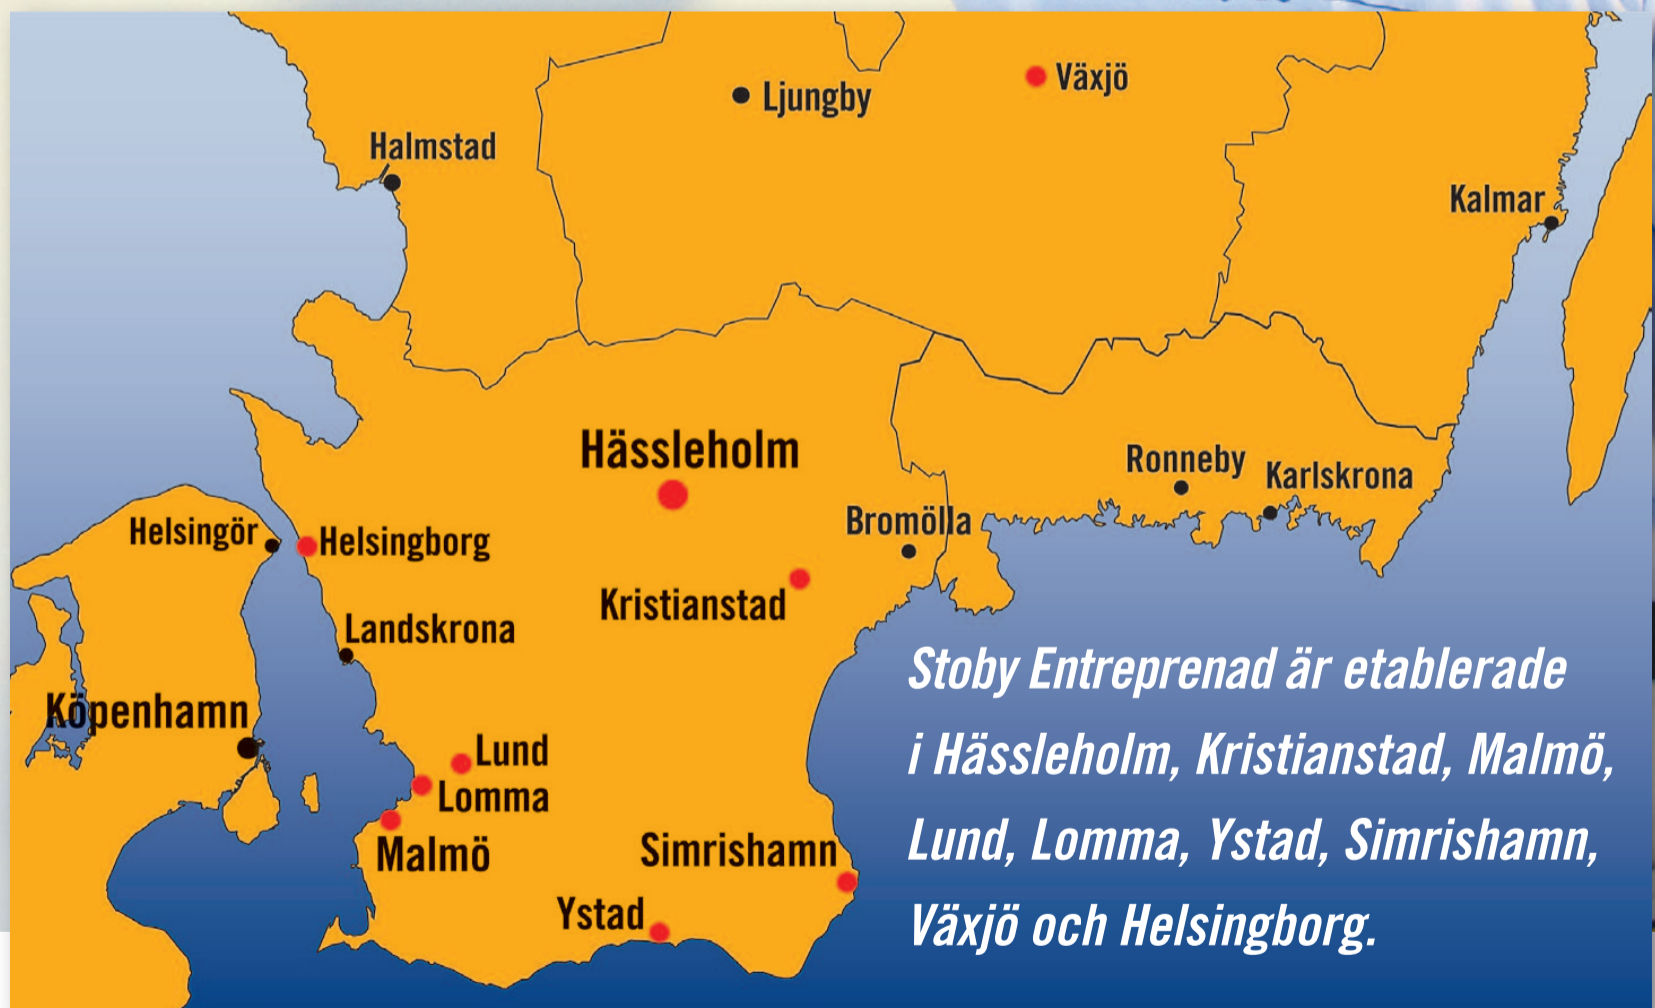 Växjö
Ljungby
Halmstad
Kalmar
Hässleholm
Ronneby
Karlskrona
Bromölla
Helsingör
Helsingborg
Kristianstad
Landskrona
Köpenhamn
Lund
Lomma
Malmö
Simrishamn
Ystad
Stoby Entreprenad är etablerade
i Hässleholm, Kristianstad, Malmö,
Lund, Lomma, Ystad, Simrishamn,
Växjö och Helsingborg.